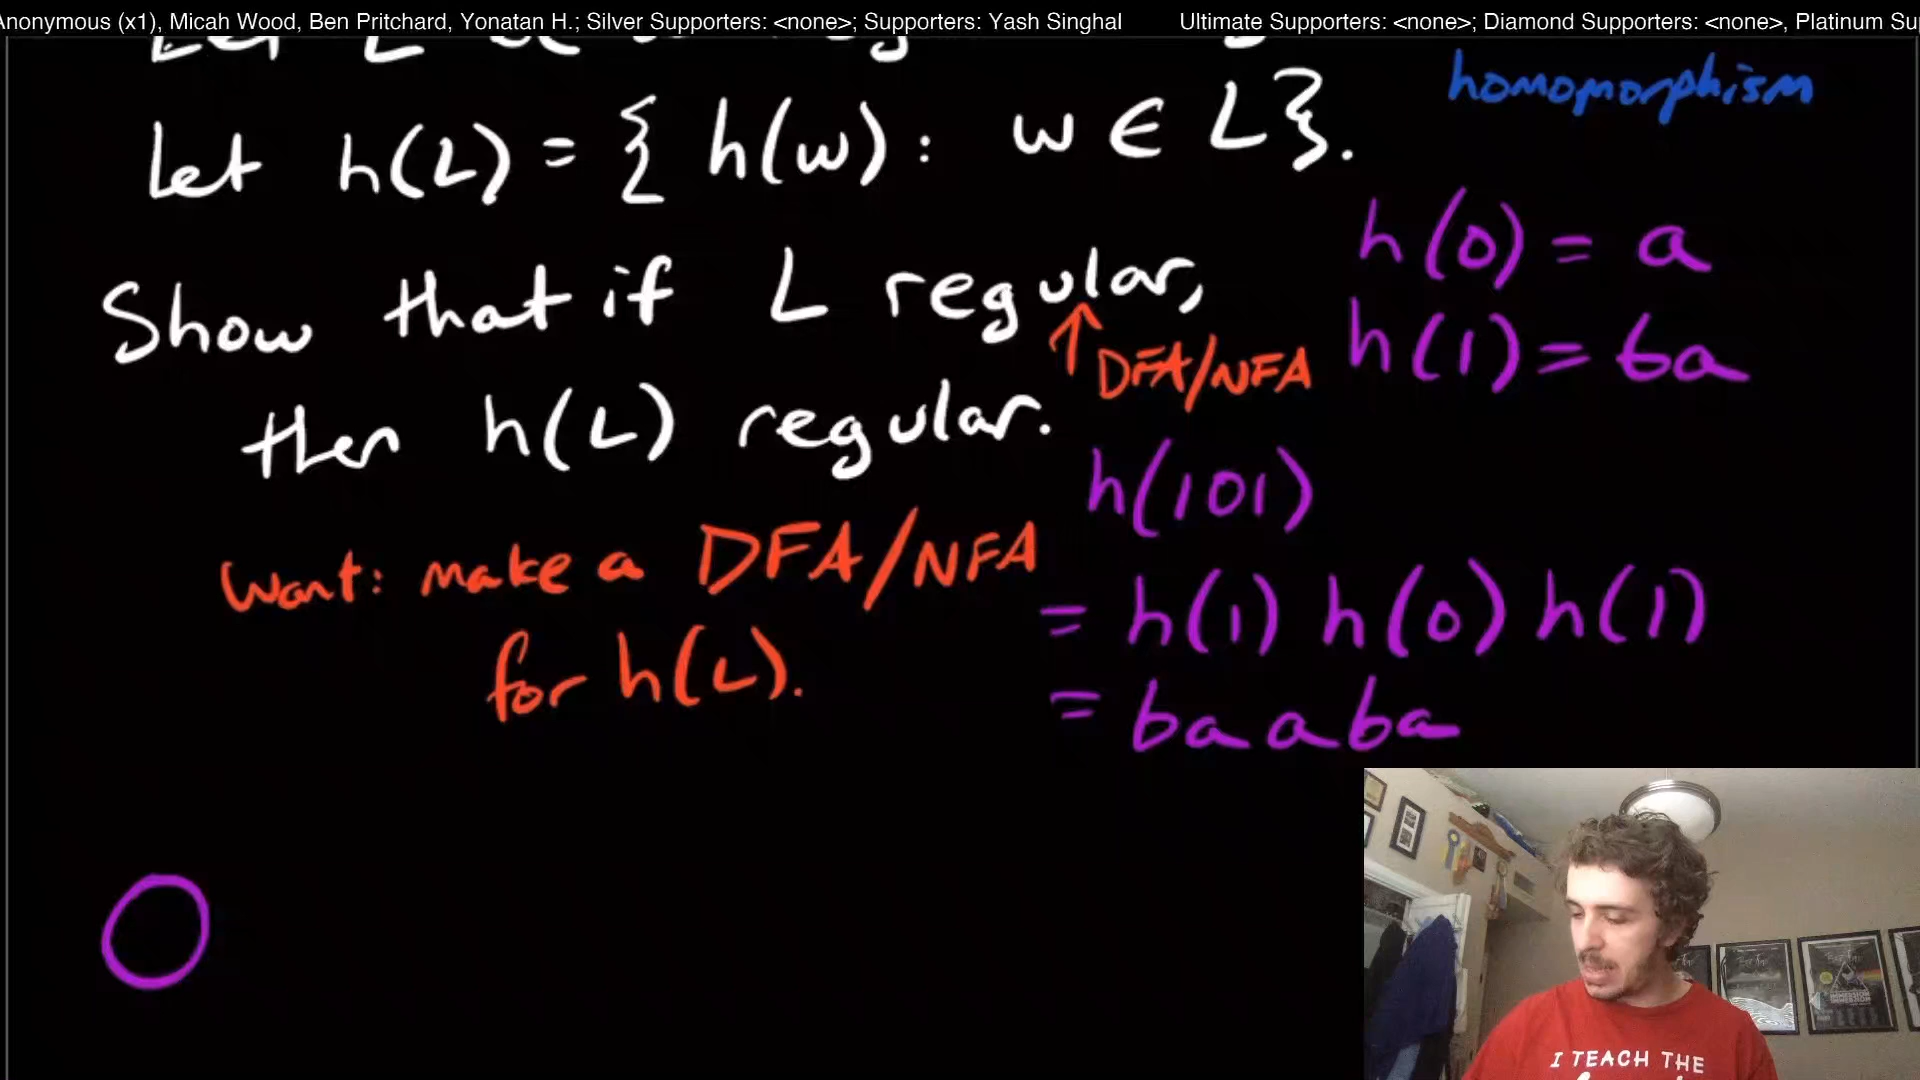 Anonymous (x1), Micah Wood, Ben Pritchard, Yonatan H.; Silver Supporters: <none>; Supporters: Yash Singhal Ultimate Supporters: <none>; Diamond Supporters: <none>, Platinum Su
homomorphism
Let h(L) = { h(w) : w ∈ L}.
h(0) = a
Show that if L regular,
h(1) = ba
↑ DFA/NFA
then h(L) regular.
h(101)
Want: make a DFA/NFA
= h(1) h(0) h(1)
for h(L).
= ba a ba
I TEACH THE